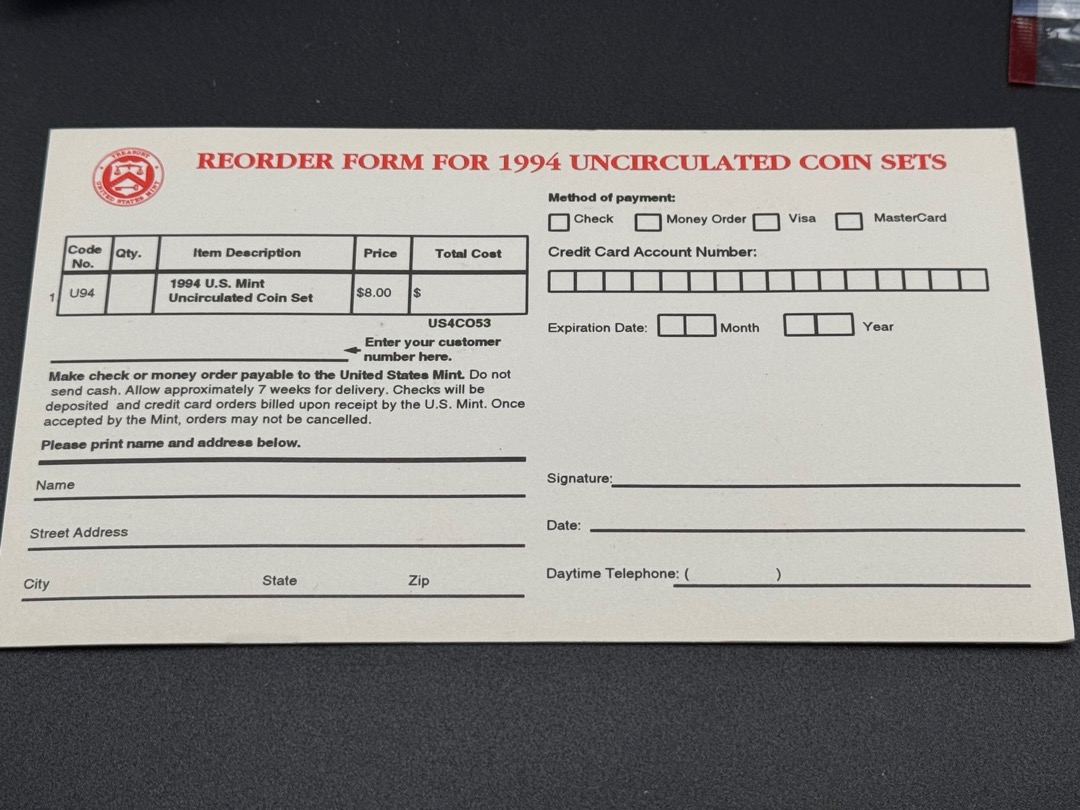 TREASURY
UNITED STATES MINT
REORDER FORM FOR 1994 UNCIRCULATED COIN SETS
Code No. Qty. Item Description Price Total Cost
1 U94 1994 U.S. Mint Uncirculated Coin Set $8.00 $
US4CO53
Enter your customer
number here.
Make check or money order payable to the United States Mint. Do not
send cash. Allow approximately 7 weeks for delivery. Checks will be
deposited and credit card orders billed upon receipt by the U.S. Mint. Once
accepted by the Mint, orders may not be cancelled.
Please print name and address below.
Name
Street Address
City State Zip
Method of payment:
Check Money Order Visa MasterCard
Credit Card Account Number:
Expiration Date: Month Year
Signature:
Date:
Daytime Telephone: ( )